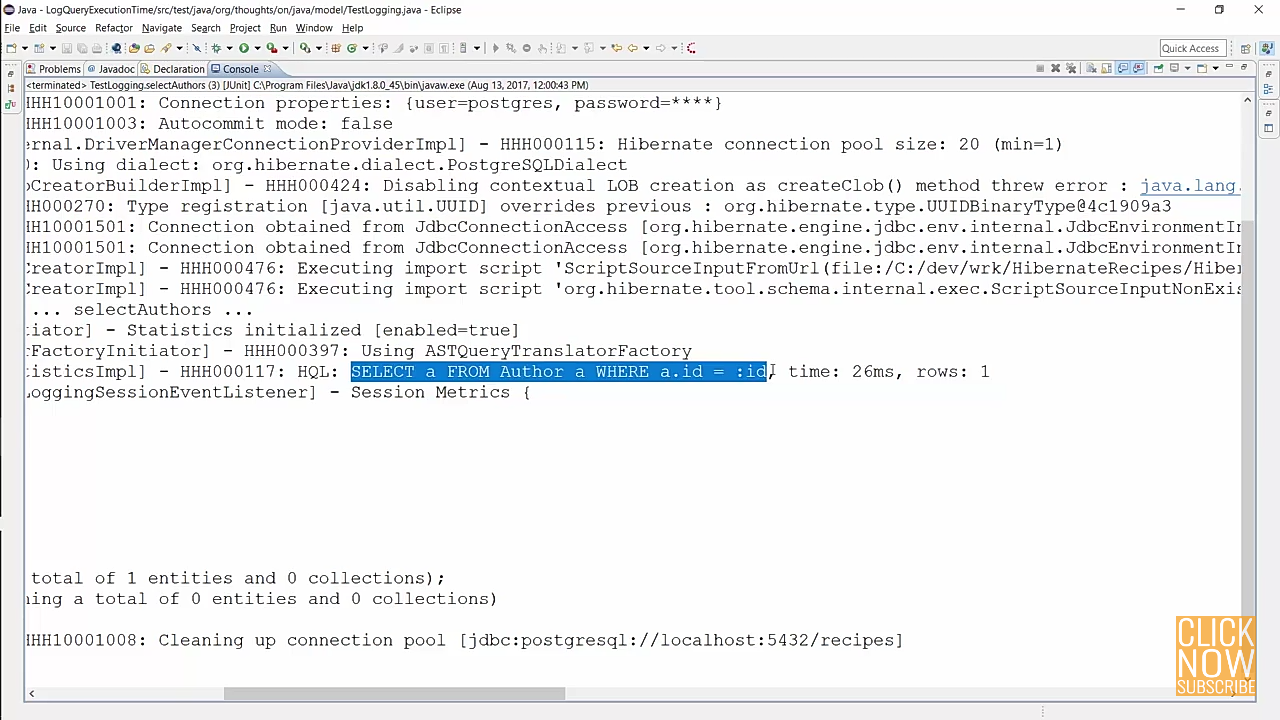 Java - LogQueryExecutionTime/src/test/java/org/thoughts/on/java/model/TestLogging.java - Eclipse
File Edit Source Refactor Navigate Search Project Run Window Help
Quick Access
Problems Javadoc Declaration Console
<terminated> TestLogging.selectAuthors (3) [JUnit] C:\Program Files\Java\jdk1.8.0_45\bin\javaw.exe (Aug 13, 2017, 12:00:43 PM)
HHH10001001: Connection properties: {user=postgres, password=****}
HHH10001003: Autocommit mode: false
ernal.DriverManagerConnectionProviderImpl] - HHH000115: Hibernate connection pool size: 20 (min=1)
): Using dialect: org.hibernate.dialect.PostgreSQLDialect
oCreatorBuilderImpl] - HHH000424: Disabling contextual LOB creation as createClob() method threw error : java.lang.
HH000270: Type registration [java.util.UUID] overrides previous : org.hibernate.type.UUIDBinaryType@4c1909a3
HH10001501: Connection obtained from JdbcConnectionAccess [org.hibernate.engine.jdbc.env.internal.JdbcEnvironmentIn
HH10001501: Connection obtained from JdbcConnectionAccess [org.hibernate.engine.jdbc.env.internal.JdbcEnvironmentIn
CreatorImpl] - HHH000476: Executing import script 'ScriptSourceInputFromUrl(file:/C:/dev/wrk/HibernateRecipes/Hiber
CreatorImpl] - HHH000476: Executing import script 'org.hibernate.tool.schema.internal.exec.ScriptSourceInputNonExis
... selectAuthors ...
tiator] - Statistics initialized [enabled=true]
rFactoryInitiator] - HHH000397: Using ASTQueryTranslatorFactory
tisticsImpl] - HHH000117: HQL: SELECT a FROM Author a WHERE a.id = :id, time: 26ms, rows: 1
LoggingSessionEventListener] - Session Metrics {
total of 1 entities and 0 collections);
hing a total of 0 entities and 0 collections)
HHH10001008: Cleaning up connection pool [jdbc:postgresql://localhost:5432/recipes]
CLICK
NOW
SUBSCRIBE